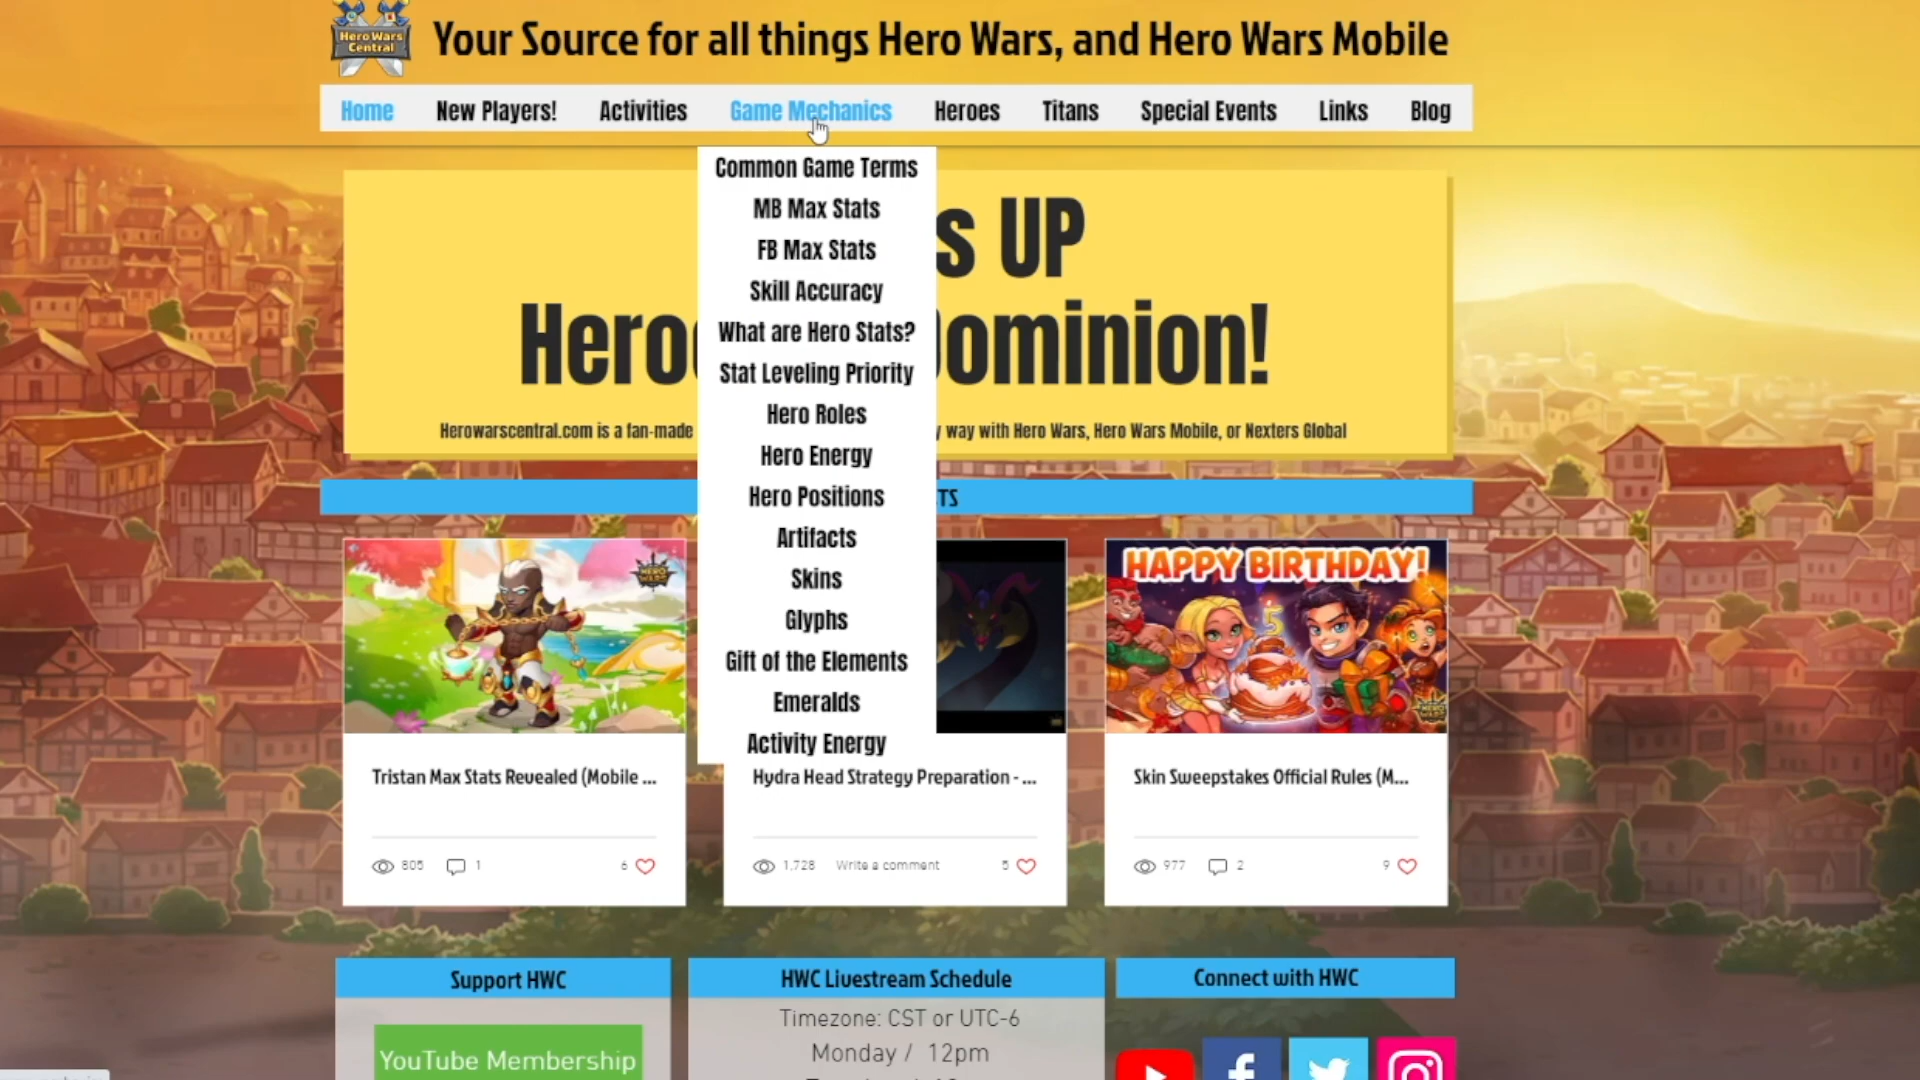 Hero Wars
Central
Your Source for all things Hero Wars, and Hero Wars Mobile
Home New Players! Activities Game Mechanics Heroes Titans Special Events Links Blog
Common Game Terms
MB Max Stats
FB Max Stats
Skill Accuracy
What are Hero Stats?
Stat Leveling Priority
Hero Roles
Hero Energy
Hero Positions
Artifacts
Skins
Glyphs
Gift of the Elements
Emeralds
Activity Energy
s UP
Hero ominion!
Herowarscentral.com is a fan-made y way with Hero Wars, Hero Wars Mobile, or Nexters Global
TS
HERO WARS
HAPPY BIRTHDAY!
5
Tristan Max Stats Revealed (Mobile ...
805 1 6
Hydra Head Strategy Preparation - ...
1,728 Write a comment 5
Skin Sweepstakes Official Rules (M...
977 2 9
Support HWC
YouTube Membership
HWC Livestream Schedule
Timezone: CST or UTC-6
Monday / 12pm
Connect with HWC